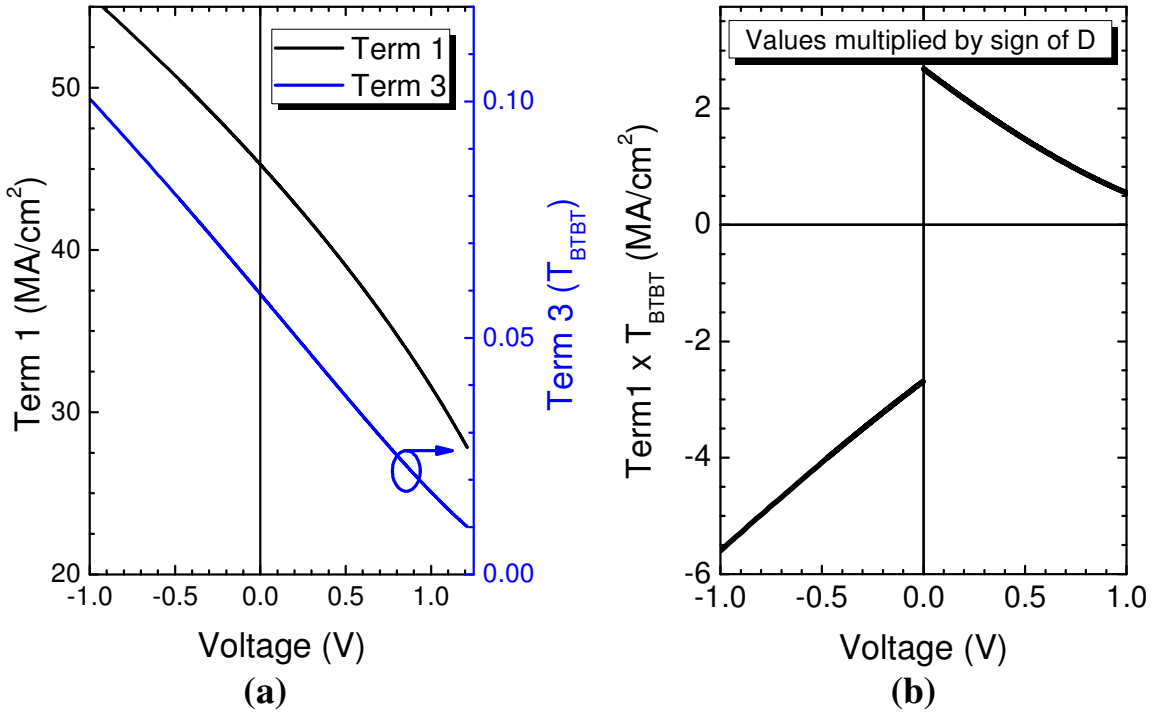 Term 1
Term 3
50
40
30
20
Term 1 (MA/cm²)
0.10
0.05
0.00
Term 3 (T_BTBT)
-1.0 -0.5 0.0 0.5 1.0
Voltage (V)
(a)
Values multiplied by sign of D
2
0
-2
-4
-6
Term1 x T_BTBT (MA/cm²)
-1.0 -0.5 0.0 0.5 1.0
Voltage (V)
(b)